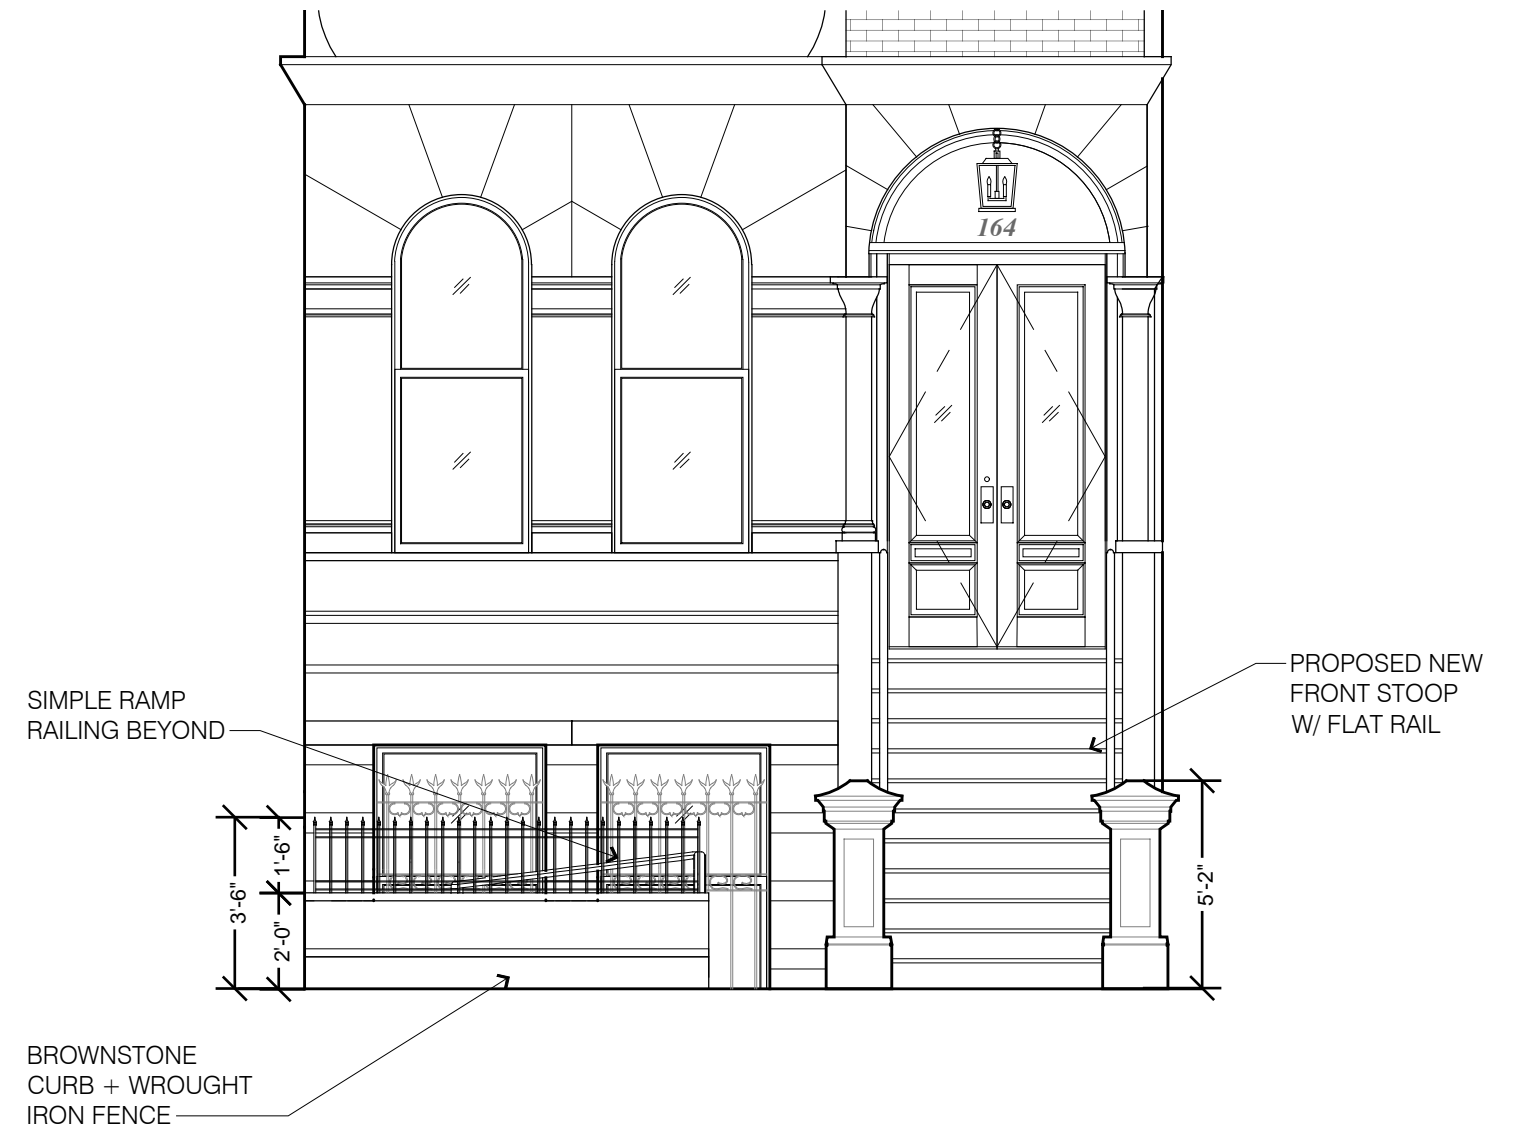 164
PROPOSED NEW
FRONT STOOP
W/ FLAT RAIL
SIMPLE RAMP
RAILING BEYOND
1'-6"
3'-6"
2'-0"
5'-2"
BROWNSTONE
CURB + WROUGHT
IRON FENCE